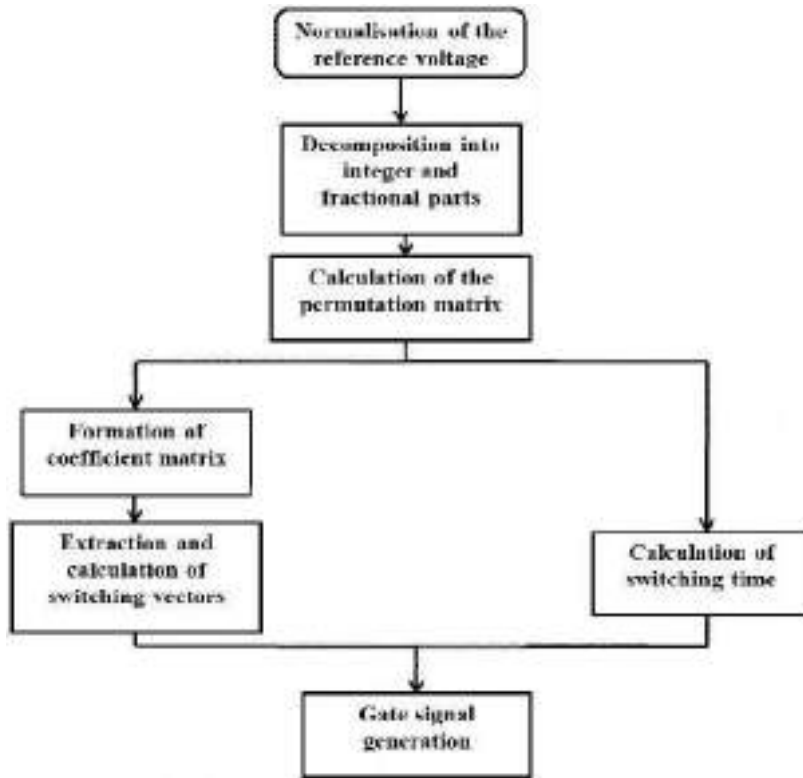 Normalisation of the
reference voltage
Decomposition into
integer and
fractional parts
Calculation of the
permutation matrix
Formation of
coefficient matrix
Extraction and
calculation of
switching vectors
Calculation of
switching time
Gate signal
generation